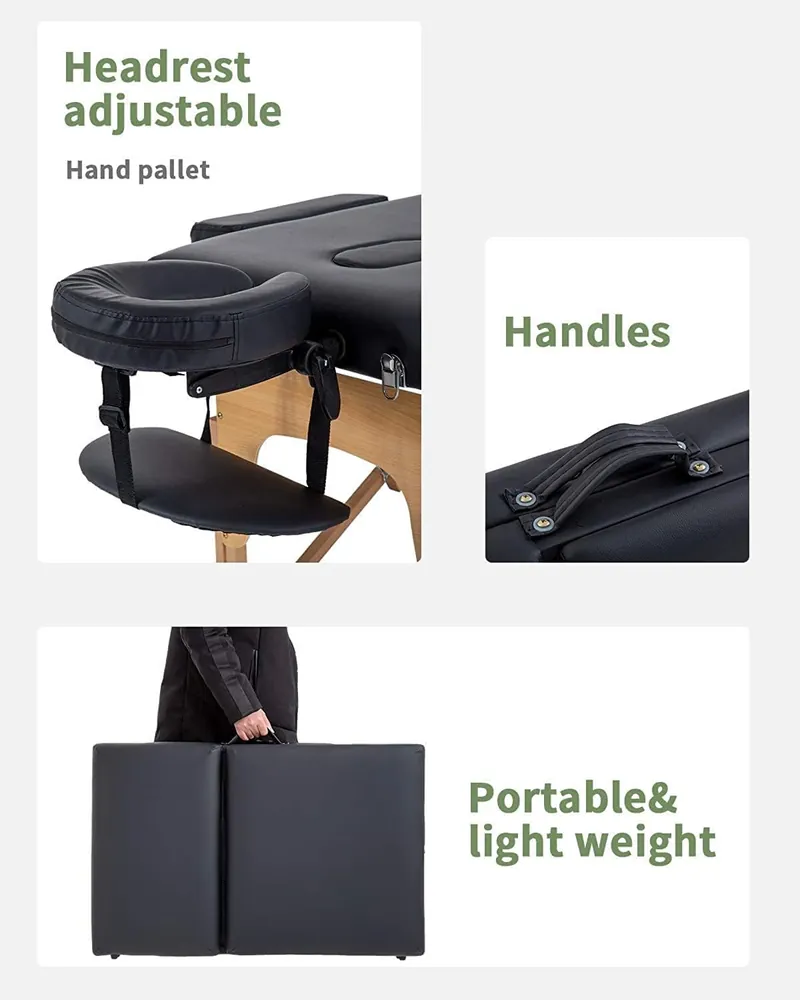 Headrest
adjustable
Hand pallet
Handles
Portable&
light weight